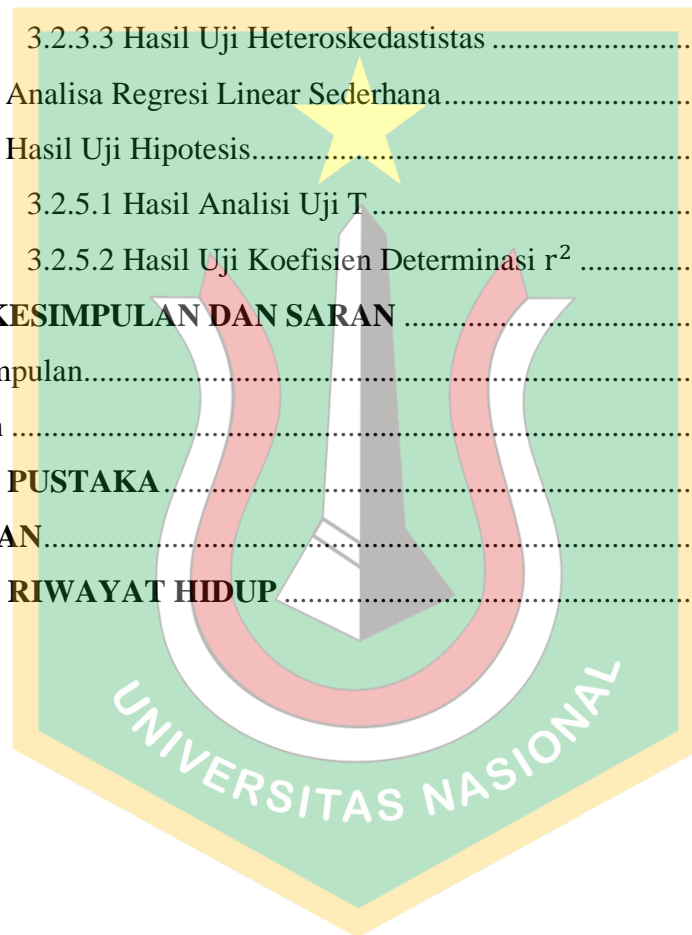 3.2.3.3 Hasil Uji Heteroskedastistas ........................
Analisa Regresi Linear Sederhana........................
Hasil Uji Hipotesis........................
3.2.5.1 Hasil Analisi Uji T ........................
3.2.5.2 Hasil Uji Koefisien Determinasi r² ........................
KESIMPULAN DAN SARAN ........................
mpulan........................
n ........................
PUSTAKA ........................
AN........................
RIWAYAT HIDUP ........................
UNIVERSITAS NASIONAL